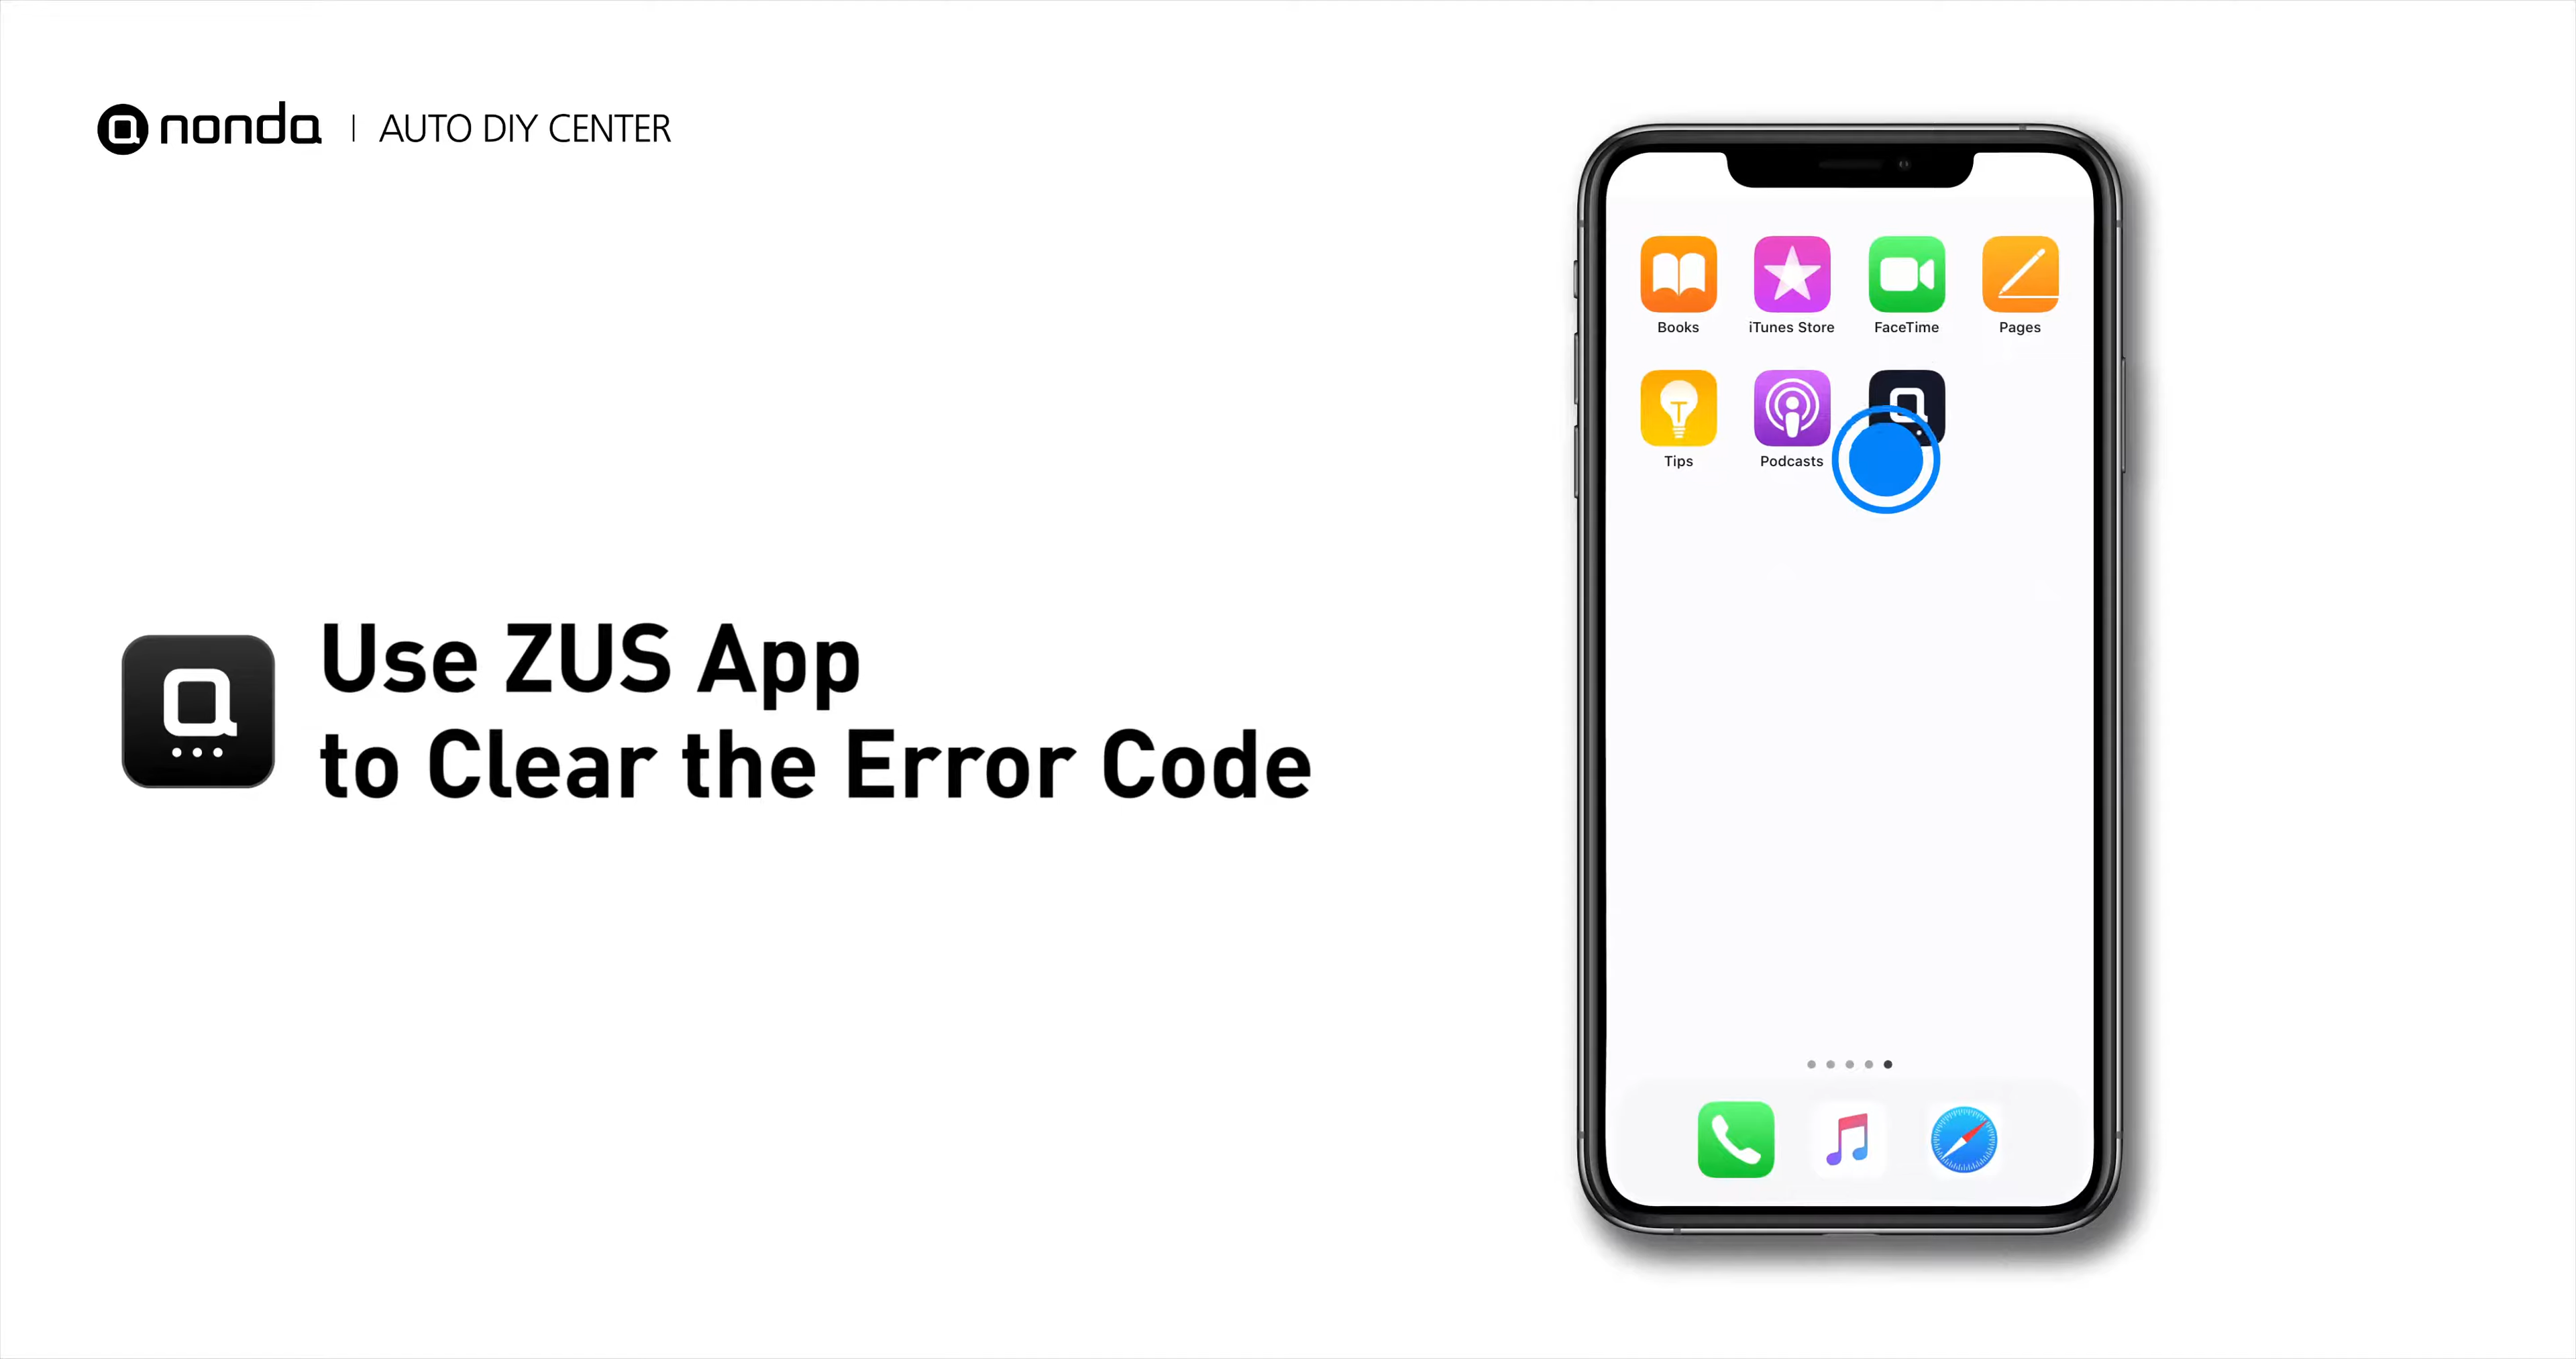 nonda | AUTO DIY CENTER
Use ZUS App
to Clear the Error Code
Books iTunes Store FaceTime Pages
Tips Podcasts